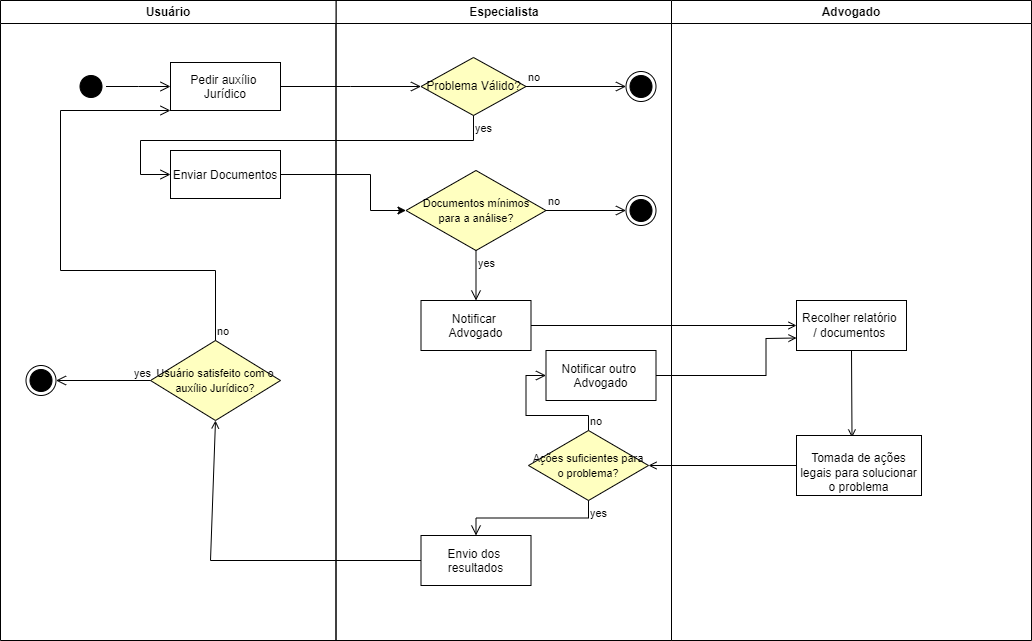 Usuário
Especialista
Advogado
Pedir auxílio
Jurídico
Problema Válido?
no
yes
Enviar Documentos
Documentos mínimos
para a análise?
no
yes
Notificar
Advogado
Recolher relatório
/ documentos
no
Notificar outro
Advogado
yes
Usuário satisfeito com o
auxílio Jurídico?
no
Ações suficientes para
o problema?
Tomada de ações
legais para solucionar
o problema
yes
Envio dos
resultados